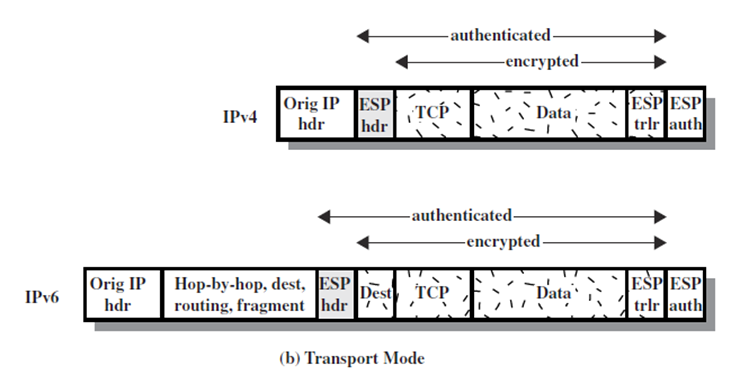 authenticated
encrypted
IPv4
Orig IP hdr
ESP hdr
TCP
Data
ESP trlr
ESP auth
authenticated
encrypted
IPv6
Orig IP hdr
Hop-by-hop, dest, routing, fragment
ESP hdr
Dest
TCP
Data
ESP trlr
ESP auth
(b) Transport Mode